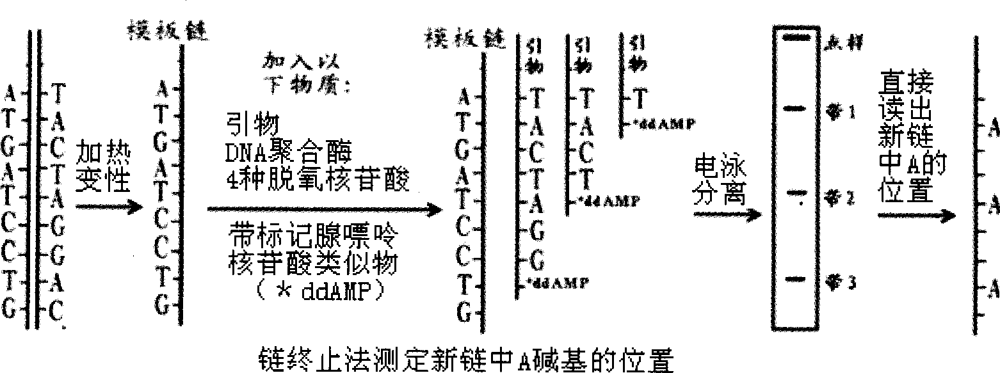 模板链
A T
T A
G C
A T
T A
C G
C G
T A
G C
加热
变性
A
T
G
A
T
C
C
T
G
加入以
下物质:
引物
DNA聚合酶
4种脱氧核苷酸
带标记腺嘌呤
核苷酸类似物
(*ddAMP)
模板链
A
T
G
A
T
C
C
T
G
引物
T
A
C
T
A
G
G
*ddAMP
引物
T
A
C
T
*ddAMP
引物
T
*ddAMP
电泳
分离
点样
带1
带2
带3
直接
读出
新链
中A的
位置
A
A
A
链终止法测定新链中A碱基的位置